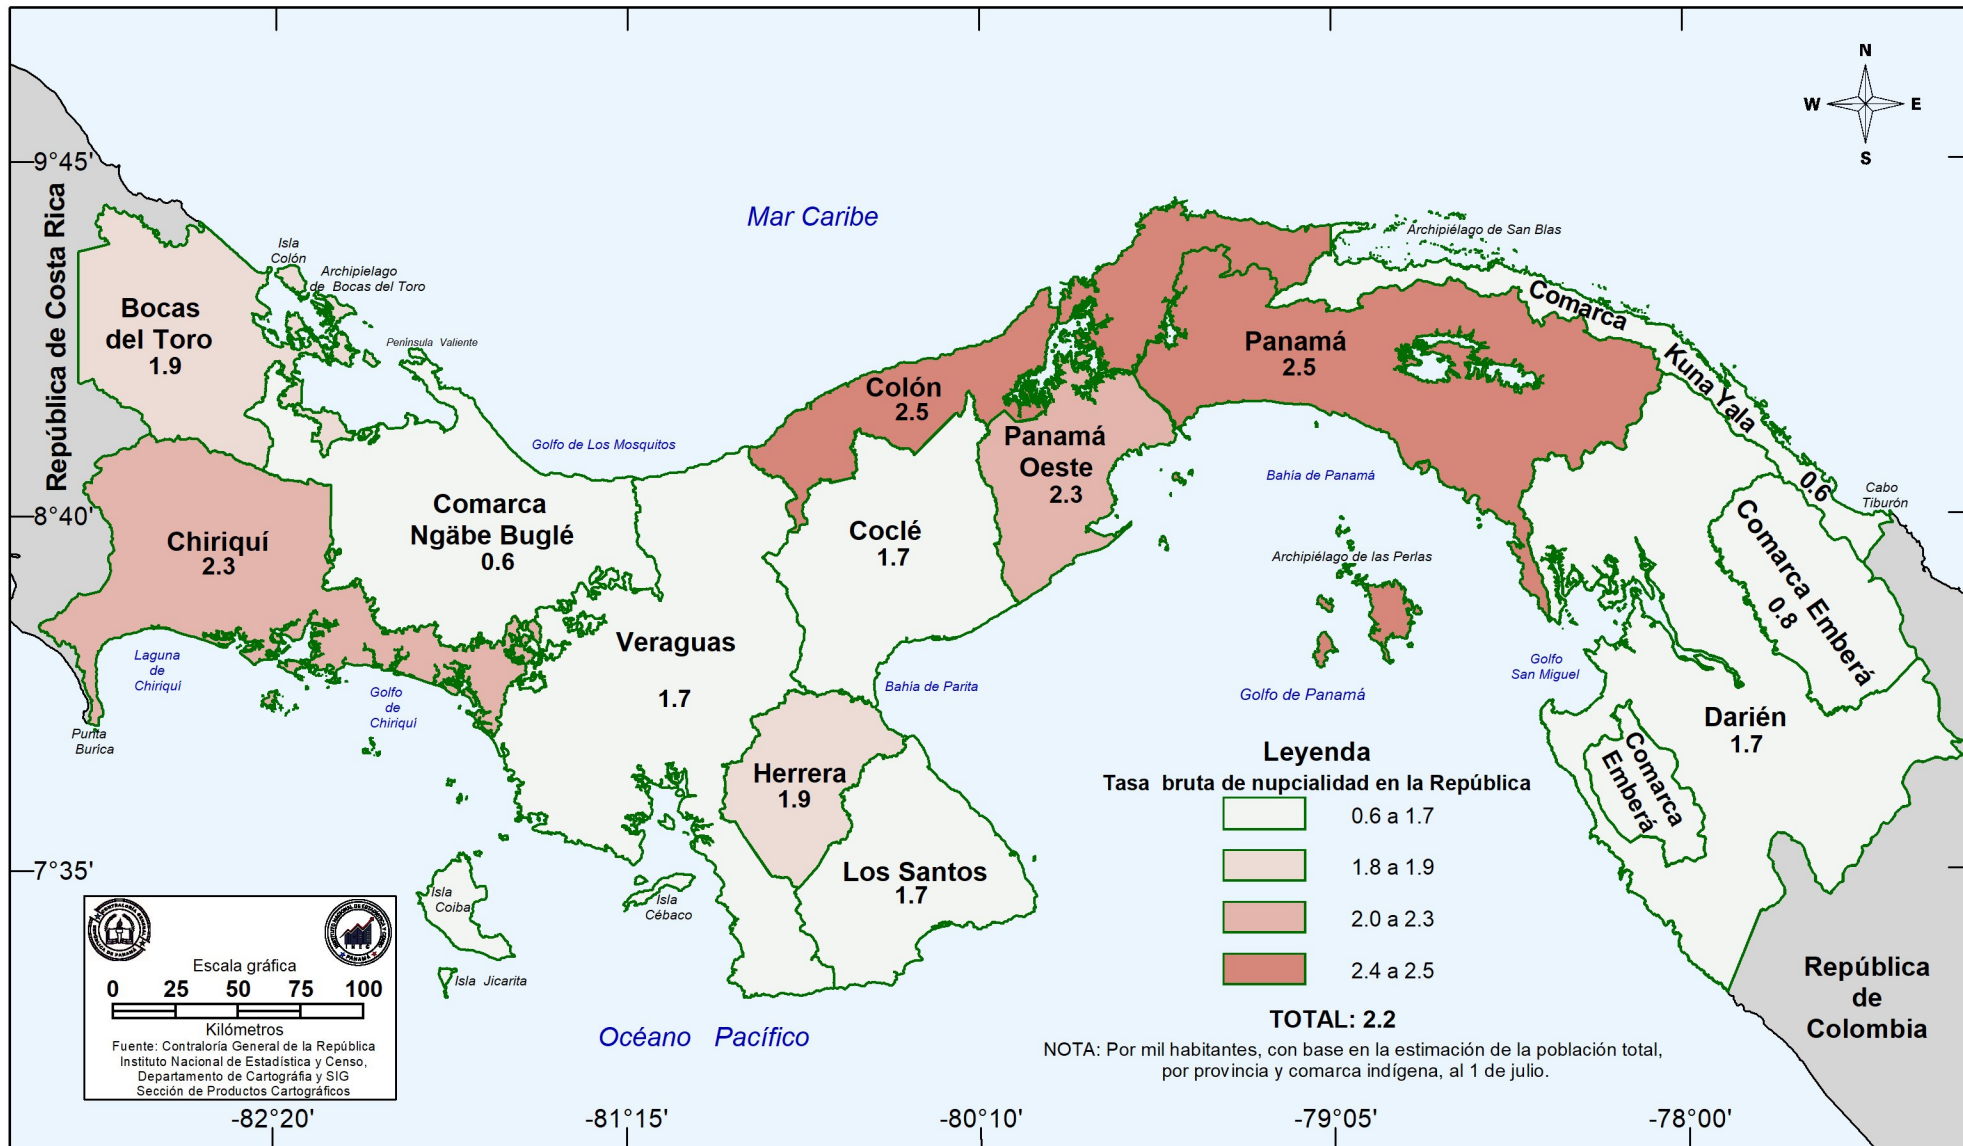 N
W
E
S
9°45'
8°40'
7°35'
-82°20'
-81°15'
-80°10'
-79°05'
-78°00'
República de Costa Rica
Mar Caribe
Isla
Colón
Archipielago
de Bocas del Toro
Bocas
del Toro
1.9
Peninsula Valiente
Golfo de Los Mosquitos
Chiriquí
2.3
Comarca
Ngäbe Buglé
0.6
Laguna
de
Chiriquí
Golfo
de
Chiriquí
Punta
Burica
Veraguas
1.7
Isla
Coiba
Isla Jicarita
Isla
Cébaco
Colón
2.5
Coclé
1.7
Panamá
Oeste
2.3
Herrera
1.9
Los Santos
1.7
Bahía de Parita
Panamá
2.5
Archipiélago de San Blas
Comarca
Kuna Yala
0.6
Cabo
Tiburón
Bahía de Panamá
Archipiélago de las Perlas
Golfo de Panamá
Golfo
San Miguel
Comarca Emberá
0.8
Darién
1.7
Comarca
Emberá
República
de
Colombia
Océano Pacífico
Leyenda
Tasa bruta de nupcialidad en la República
0.6 a 1.7
1.8 a 1.9
2.0 a 2.3
2.4 a 2.5
TOTAL: 2.2
NOTA: Por mil habitantes, con base en la estimación de la población total,
por provincia y comarca indígena, al 1 de julio.
Escala gráfica
0 25 50 75 100
Kilómetros
Fuente: Contraloría General de la República
Instituto Nacional de Estadística y Censo,
Departamento de Cartográfia y SIG
Sección de Productos Cartográficos